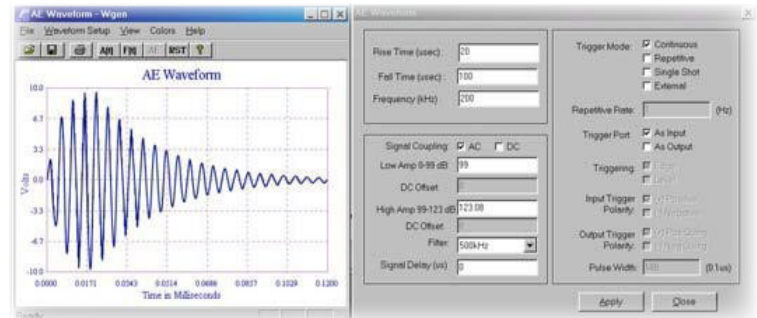 AE Waveform - Wgen
File Waveform Setup View Colors Help
A(t) F(t) AE RST ?
AE Waveform
Volts
10.0
6.7
3.3
0.0
-3.3
-6.7
-10.0
0.0000 0.0171 0.0343 0.0514 0.0686 0.0857 0.1029 0.1200
Time in Milliseconds
Ready
AE Waveform
Rise Time (usec) : 20
Fall Time (usec) : 100
Frequency (kHz) 200
Signal Coupling: AC DC
Low Amp 0-99 dB: 99
DC Offset
High Amp 99-123 dB 123.08
DC Offset
Filter: 500kHz
Signal Delay (us) 0
Trigger Mode: Continuous
Repetitive
Single Shot
External
Repetitive Rate: (Hz)
Trigger Port: As Input
As Output
Triggering:
Level
Input Trigger Polarity: (+) Positive
Output Trigger Polarity:
Pulse Width: (0.1us)
Apply Close